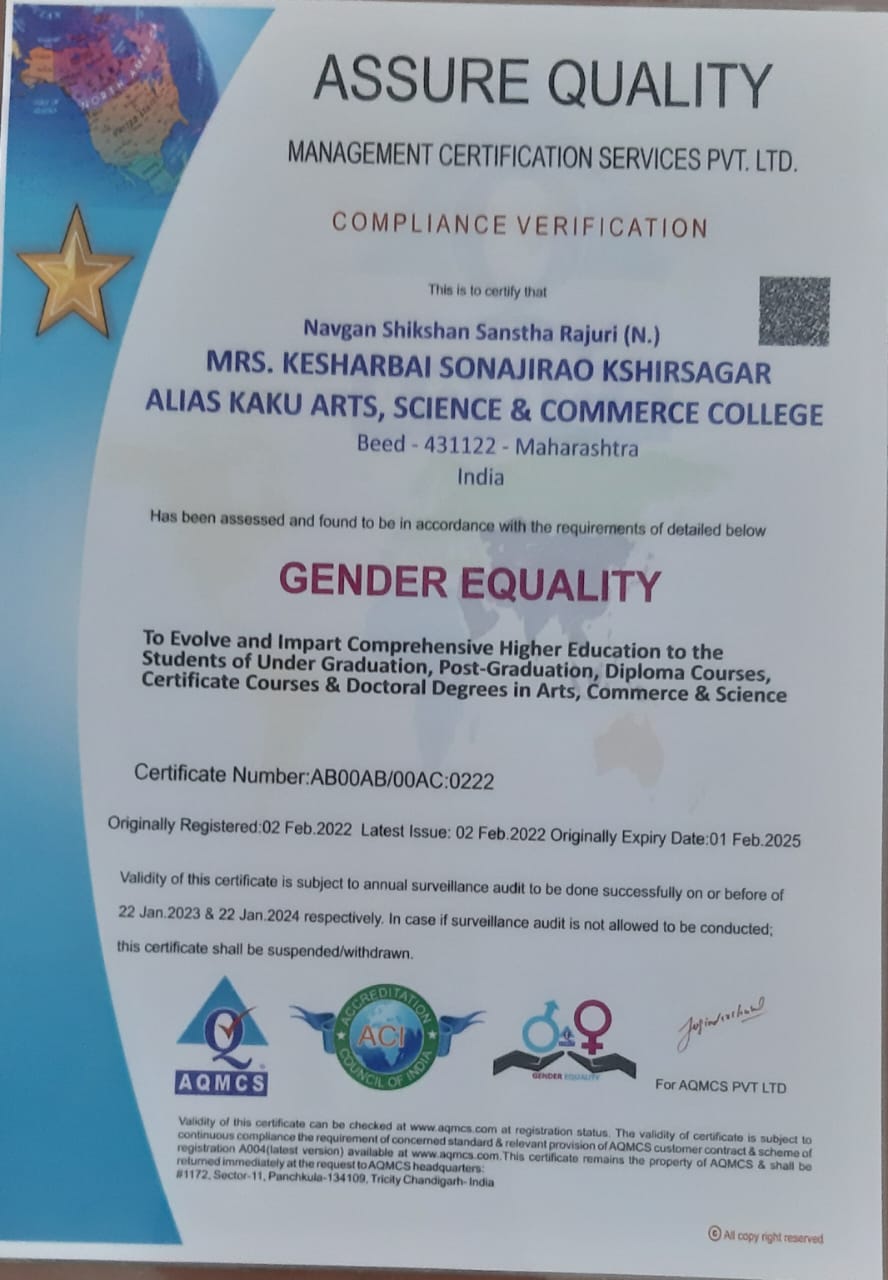 NORTH AMERICA
ASSURE QUALITY
MANAGEMENT CERTIFICATION SERVICES PVT. LTD.
COMPLIANCE VERIFICATION
This is to certify that
Navgan Shikshan Sanstha Rajuri (N.)
MRS. KESHARBAI SONAJIRAO KSHIRSAGAR
ALIAS KAKU ARTS, SCIENCE & COMMERCE COLLEGE
Beed - 431122 - Maharashtra
India
Has been assessed and found to be in accordance with the requirements of detailed below
GENDER EQUALITY
To Evolve and Impart Comprehensive Higher Education to the
Students of Under Graduation, Post-Graduation, Diploma Courses,
Certificate Courses & Doctoral Degrees in Arts, Commerce & Science
Certificate Number:AB00AB/00AC:0222
Originally Registered:02 Feb.2022 Latest Issue: 02 Feb.2022 Originally Expiry Date:01 Feb.2025
Validity of this certificate is subject to annual surveillance audit to be done successfully on or before of
22 Jan.2023 & 22 Jan.2024 respectively. In case if surveillance audit is not allowed to be conducted;
this certificate shall be suspended/withdrawn.
Q
AQMCS
ACCREDITATION
ACI
COUNCIL OF INDIA
GENDER EQUALITY
For AQMCS PVT LTD
Validity of this certificate can be checked at www.aqmcs.com at registration status. The validity of certificate is subject to
continuous compliance the requirement of concerned standard & relevant provision of AQMCS customer contract & scheme of
registration A004(latest version) available at www.aqmcs.com.This certificate remains the property of AQMCS & shall be
returned immediately at the request to AQMCS headquarters:
#1172, Sector-11, Panchkula-134109, Tricity Chandigarh- India
© All copy right reserved